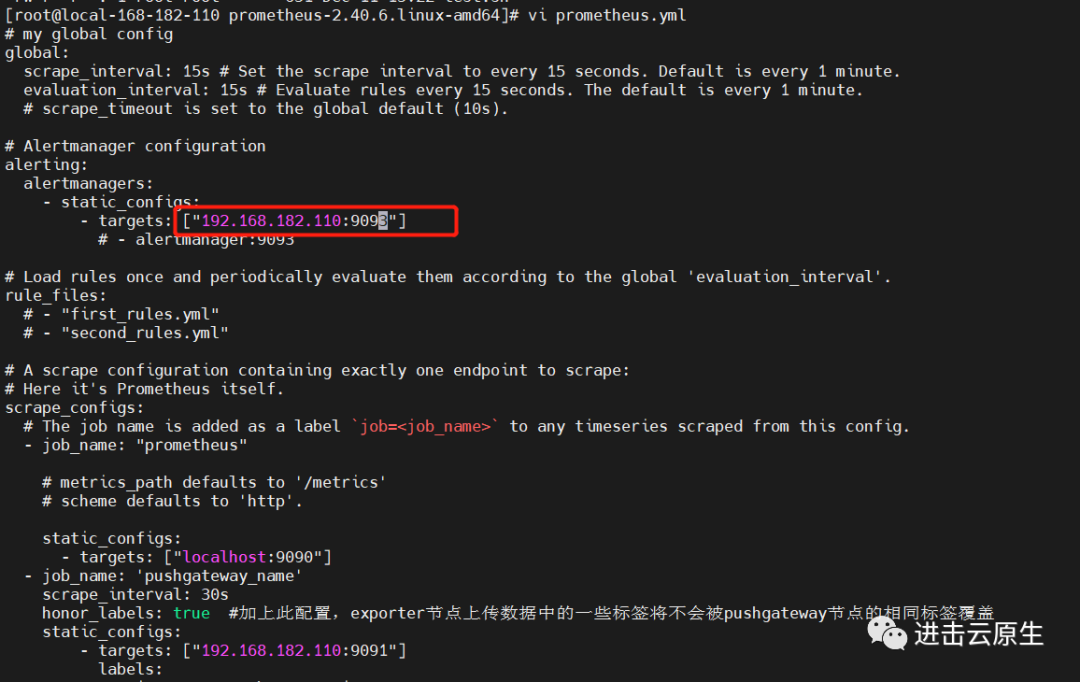 [root@local-168-182-110 prometheus-2.40.6.linux-amd64]# vi prometheus.yml
# my global config
global:
  scrape_interval: 15s # Set the scrape interval to every 15 seconds. Default is every 1 minute.
  evaluation_interval: 15s # Evaluate rules every 15 seconds. The default is every 1 minute.
  # scrape_timeout is set to the global default (10s).

# Alertmanager configuration
alerting:
  alertmanagers:
    - static_configs:
        - targets: ["192.168.182.110:9093"]
          # - alertmanager:9093

# Load rules once and periodically evaluate them according to the global 'evaluation_interval'.
rule_files:
  # - "first_rules.yml"
  # - "second_rules.yml"

# A scrape configuration containing exactly one endpoint to scrape:
# Here it's Prometheus itself.
scrape_configs:
  # The job name is added as a label `job=<job_name>` to any timeseries scraped from this config.
  - job_name: "prometheus"

    # metrics_path defaults to '/metrics'
    # scheme defaults to 'http'.

    static_configs:
      - targets: ["localhost:9090"]
  - job_name: 'pushgateway_name'
    scrape_interval: 30s
    honor_labels: true  #加上此配置，exporter节点上传数据中的一些标签将不会被pushgateway节点的相同标签覆盖
    static_configs:
        - targets: ["192.168.182.110:9091"]
          labels:
进击云原生